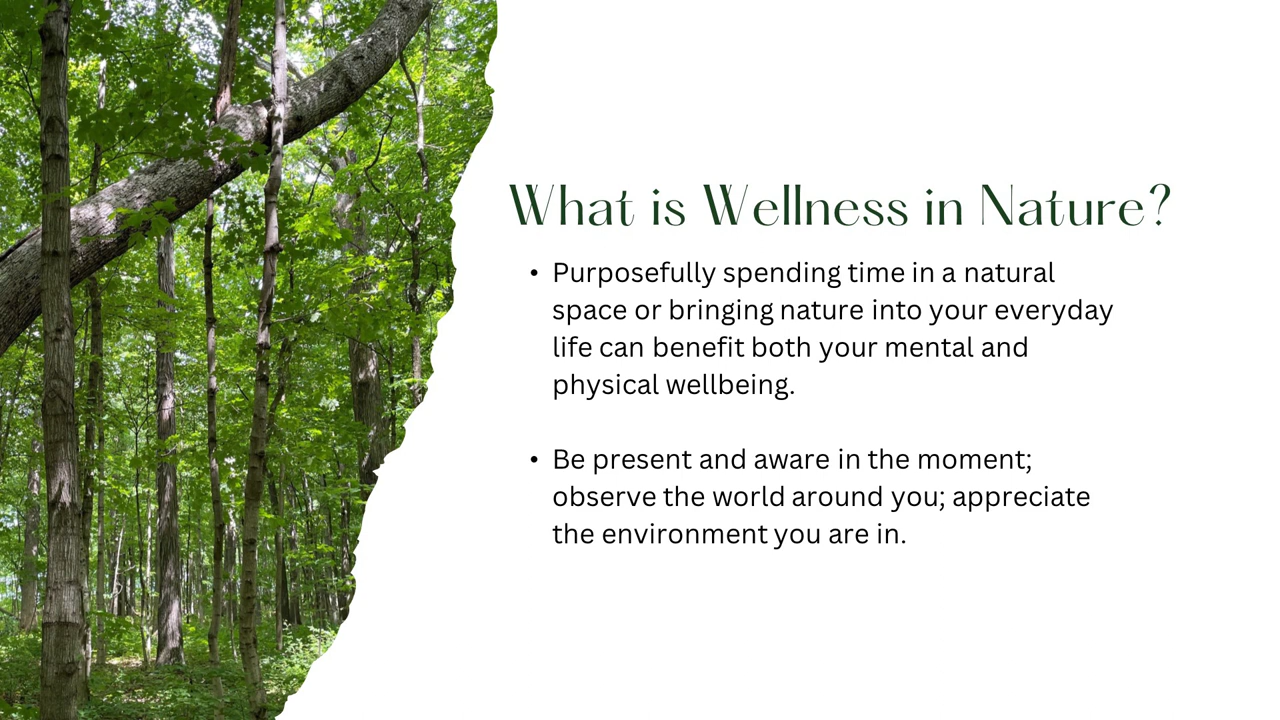 What is Wellness in Nature?
• Purposefully spending time in a natural
space or bringing nature into your everyday
life can benefit both your mental and
physical wellbeing.
• Be present and aware in the moment;
observe the world around you; appreciate
the environment you are in.